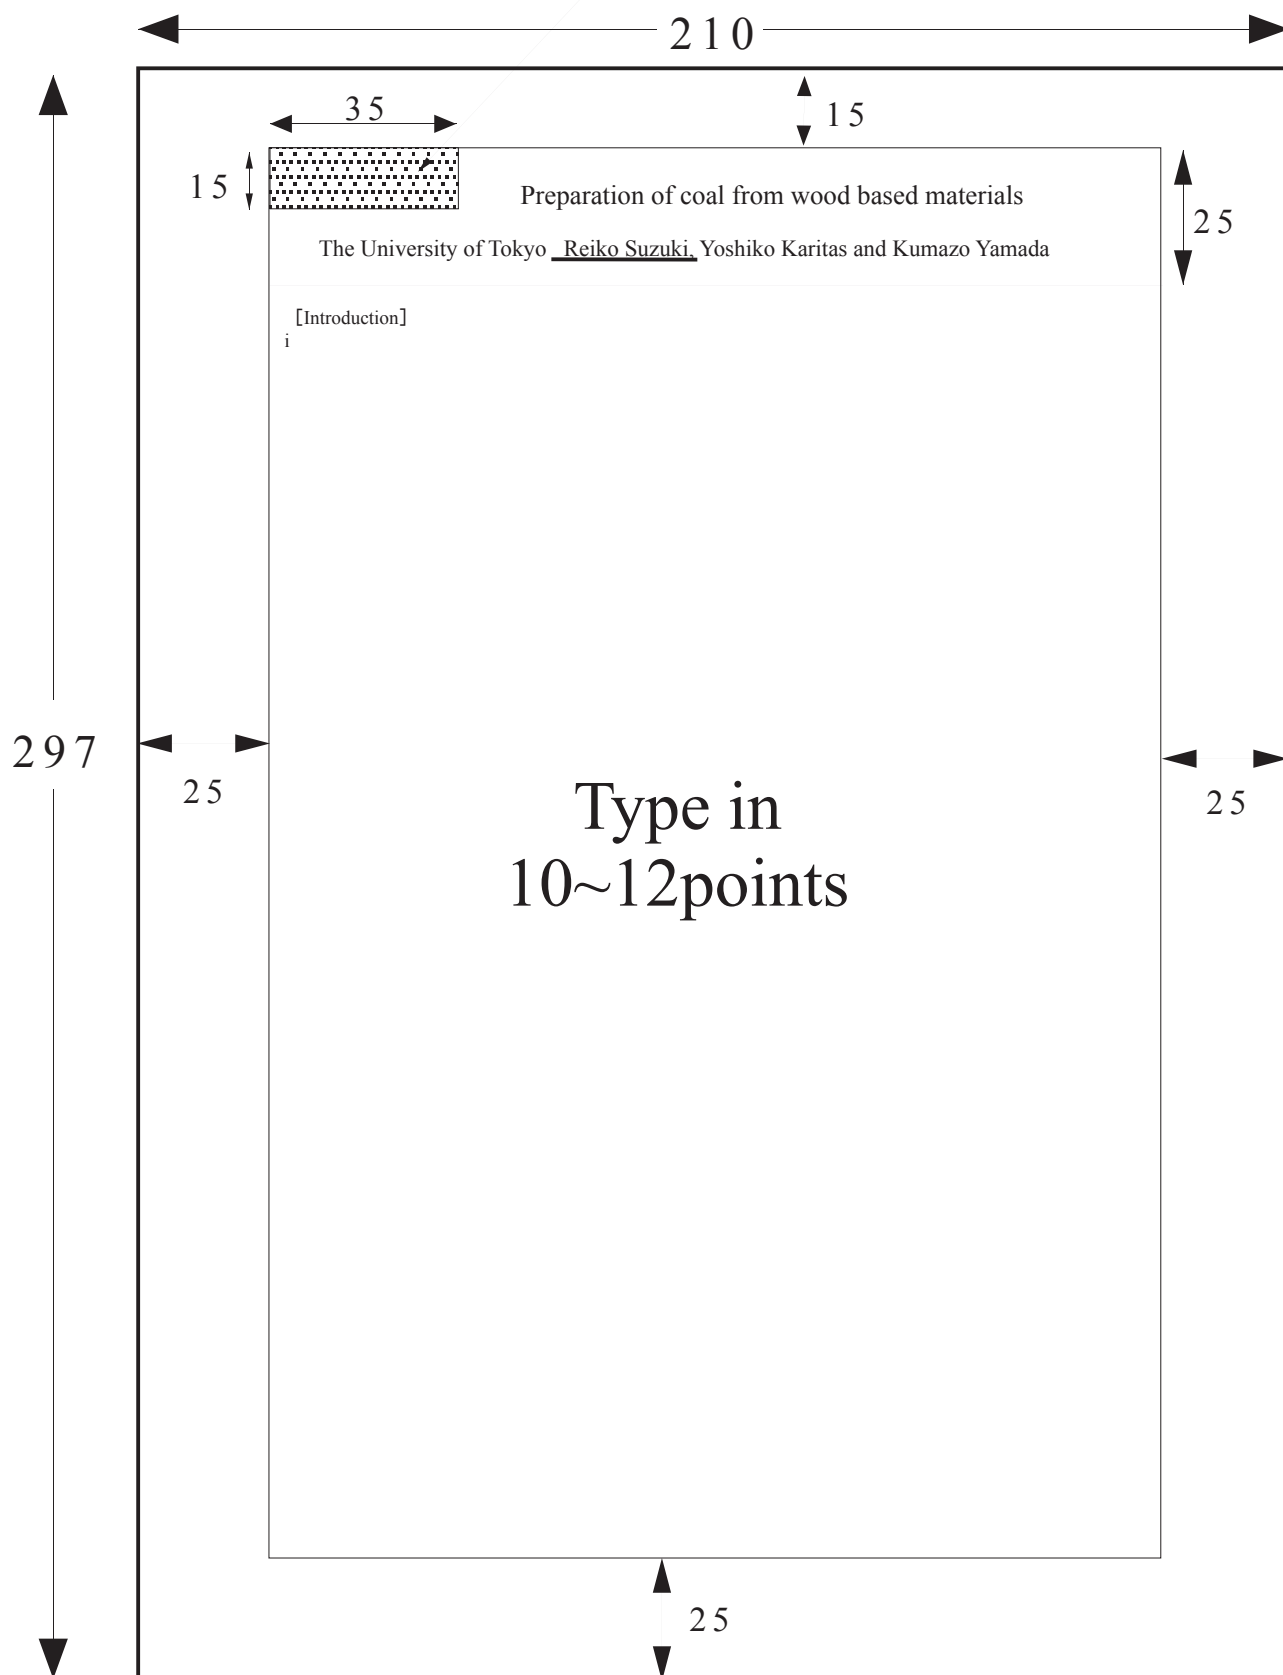 210
35
15
15
Preparation of coal from wood based materials
25
The University of Tokyo Reiko Suzuki, Yoshiko Karitas and Kumazo Yamada
[Introduction]
i
297
25
25
Type in
10~12points
25